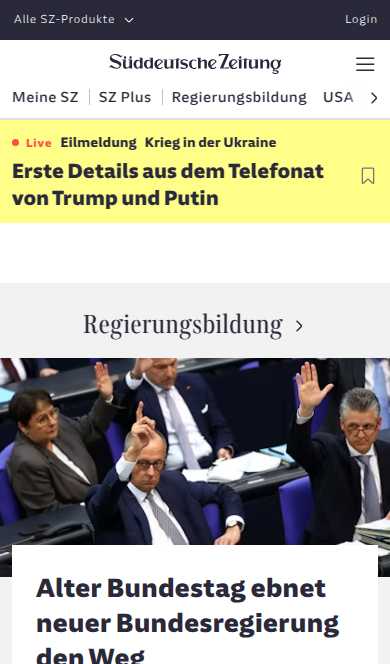 Alle SZ-Produkte
Login
Süddeutsche Zeitung
Meine SZ
SZ Plus
Regierungsbildung
USA
Live Eilmeldung Krieg in der Ukraine
Erste Details aus dem Telefonat
von Trump und Putin
Regierungsbildung
Alter Bundestag ebnet
neuer Bundesregierung
den Weg